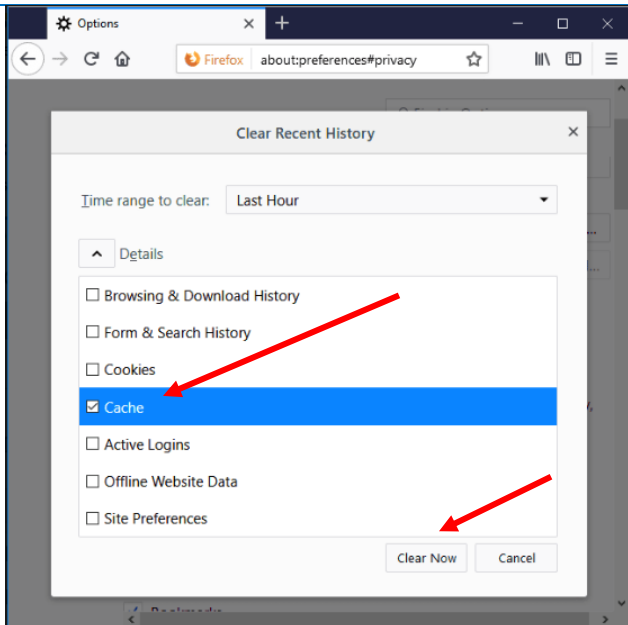 Options
Firefox about:preferences#privacy
Clear Recent History
Time range to clear: Last Hour
Details
Browsing & Download History
Form & Search History
Cookies
Cache
Active Logins
Offline Website Data
Site Preferences
Clear Now Cancel